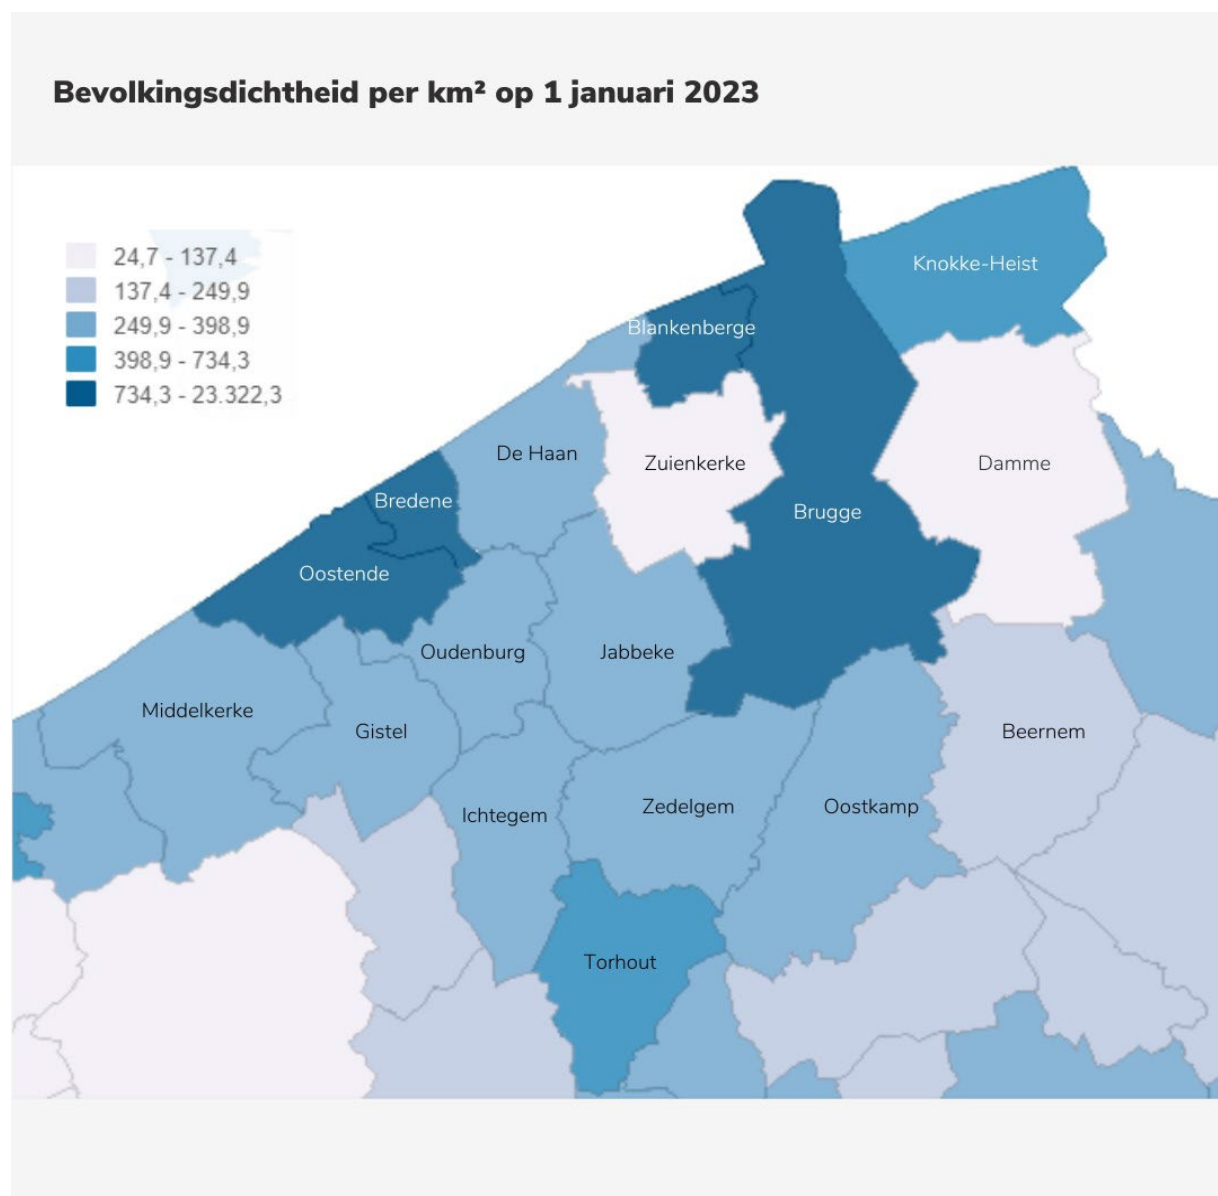 Bevolkingsdichtheid per km² op 1 januari 2023
24,7 - 137,4
137,4 - 249,9
249,9 - 398,9
398,9 - 734,3
734,3 - 23.322,3
Knokke-Heist
Blankenberge
De Haan
Zuienkerke
Damme
Bredene
Brugge
Oostende
Oudenburg
Jabbeke
Middelkerke
Gistel
Beernem
Ichtegem
Zedelgem
Oostkamp
Torhout